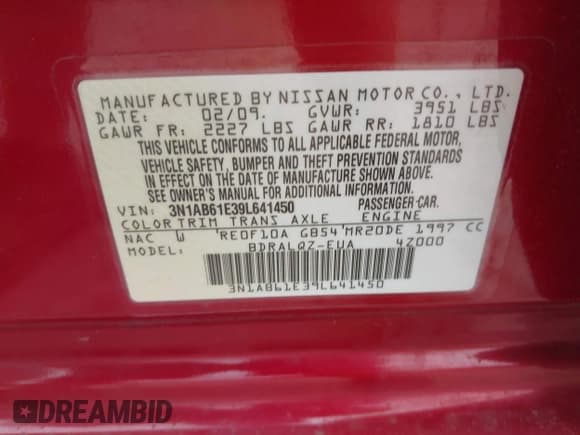 MANUFACTURED BY NISSAN MOTOR CO., LTD.
DATE: 02/09. GVWR: 3951 LBS
GAWR FR: 2227 LBS GAWR RR: 1810 LBS
THIS VEHICLE CONFORMS TO ALL APPLICABLE FEDERAL MOTOR,
VEHICLE SAFETY, BUMPER AND THEFT PREVENTION STANDARDS
IN EFFECT ON THE DATE OF MANUFACTURE SHOWN ABOVE.
SEE OWNER'S MANUAL FOR ADDITIONAL INFORMATION.
VIN: 3N1AB61E39L641450 PASSENGER-CAR.
COLOR TRIM TRANS AXLE ENGINE
NAC W RE0F10A GB54 MR20DE 1997 CC
MODEL: BDRALQZ-EUA 4Z000
3N1AB61E39L641450
DREAMBID